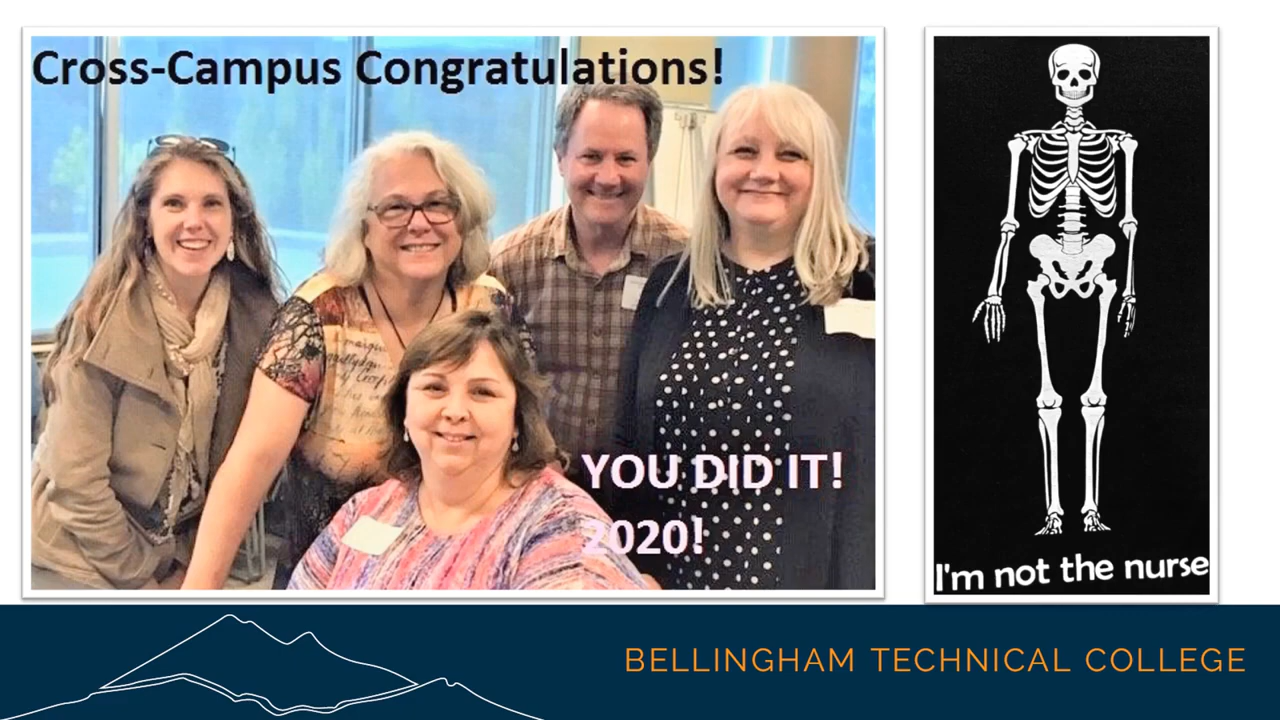 Cross-Campus Congratulations!
YOU DID IT!
2020!
I'm not the nurse
BELLINGHAM TECHNICAL COLLEGE